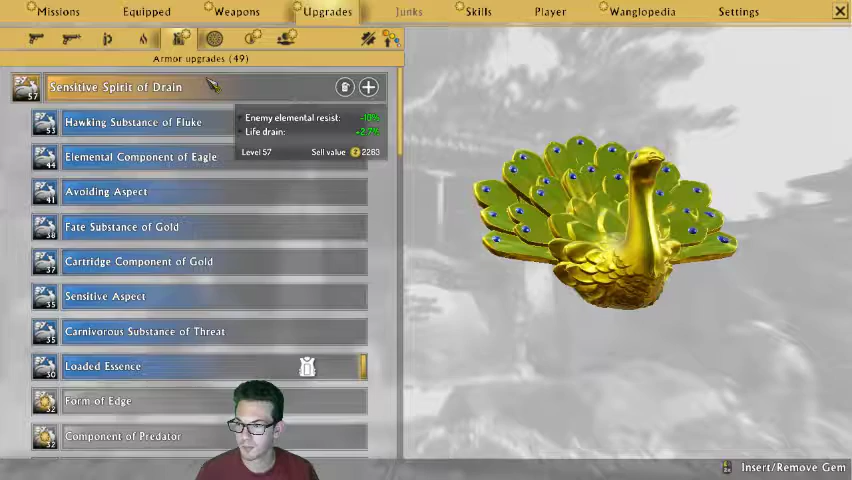 Missions Equipped Weapons Upgrades Junks Skills Player Wanglopedia Settings
Armor upgrades (49)
57 Sensitive Spirit of Drain
53 Hawking Substance of Fluke
Enemy elemental resist: -10%
Life drain: +2.7%
Level 57 Sell value 2263
44 Elemental Component of Eagle
41 Avoiding Aspect
38 Fate Substance of Gold
37 Cartridge Component of Gold
35 Sensitive Aspect
35 Carnivorous Substance of Threat
30 Loaded Essence
32 Form of Edge
32 Component of Predator
Insert/Remove Gem